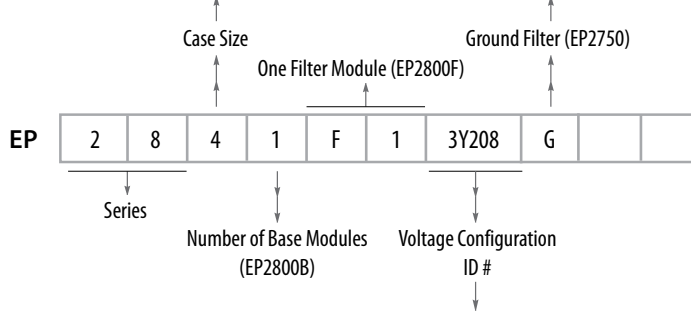 Case Size
Ground Filter (EP2750)
One Filter Module (EP2800F)
EP 2 8 4 1 F 1 3Y208 G
Series
Number of Base Modules
(EP2800B)
Voltage Configuration
ID #